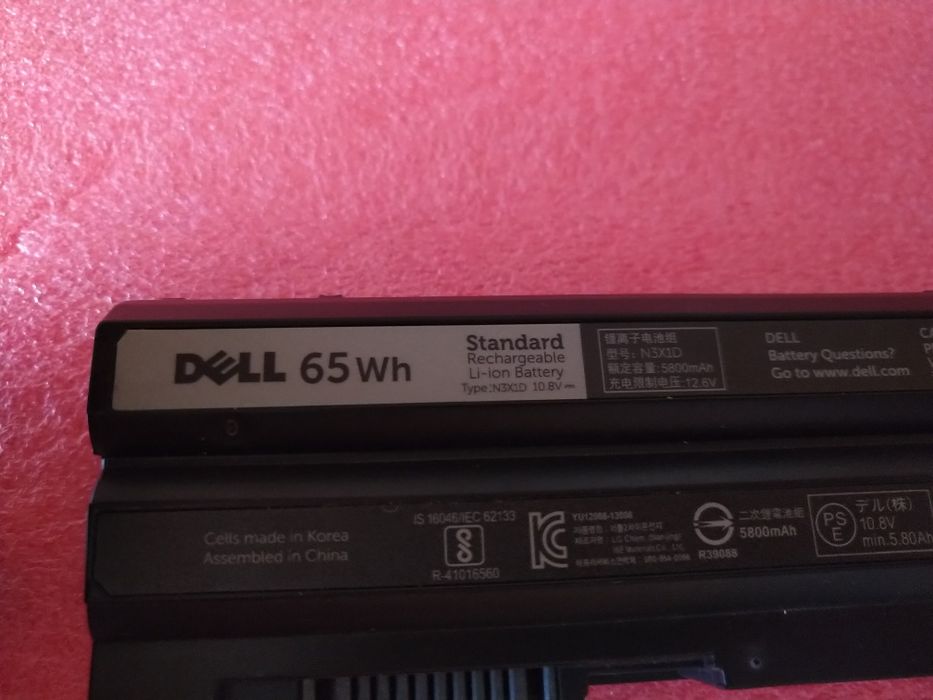 DELL 65 Wh
Standard
Rechargeable
Li-ion Battery
Type:N3X1D 10.8V
锂离子电池组
型号: N3X1D
额定容量:5800mAh
充电限制电压:12.6V
DELL
Battery Questions?
Go to www.dell.com
Cells made in Korea
Assembled in China
IS 16046/IEC 62133
R-41016560
二次鋰電池組
5800mAh
R39088
PS
E
デル(株)
10.8V
min.5.80Ah